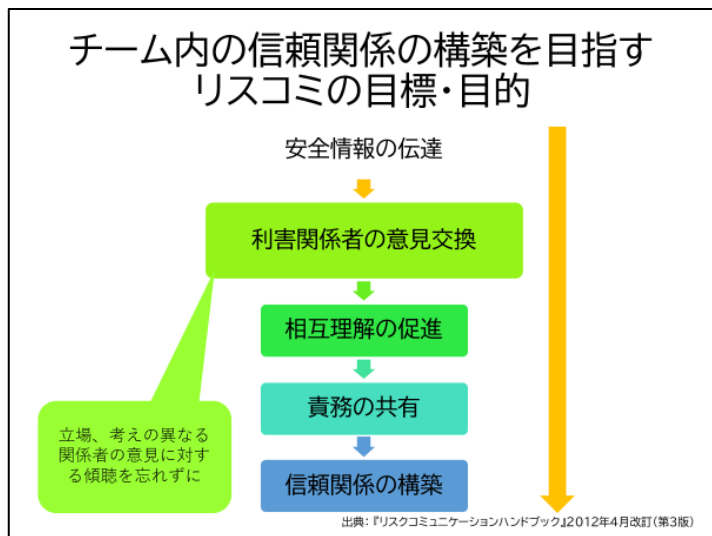 チーム内の信頼関係の構築を目指す
リスコミの目標・目的
安全情報の伝達
利害関係者の意見交換
相互理解の促進
責務の共有
立場、考えの異なる
関係者の意見に対す
る傾聴を忘れずに
信頼関係の構築
出典：『リスクコミュニケーションハンドブック』2012年4月改訂(第3版)